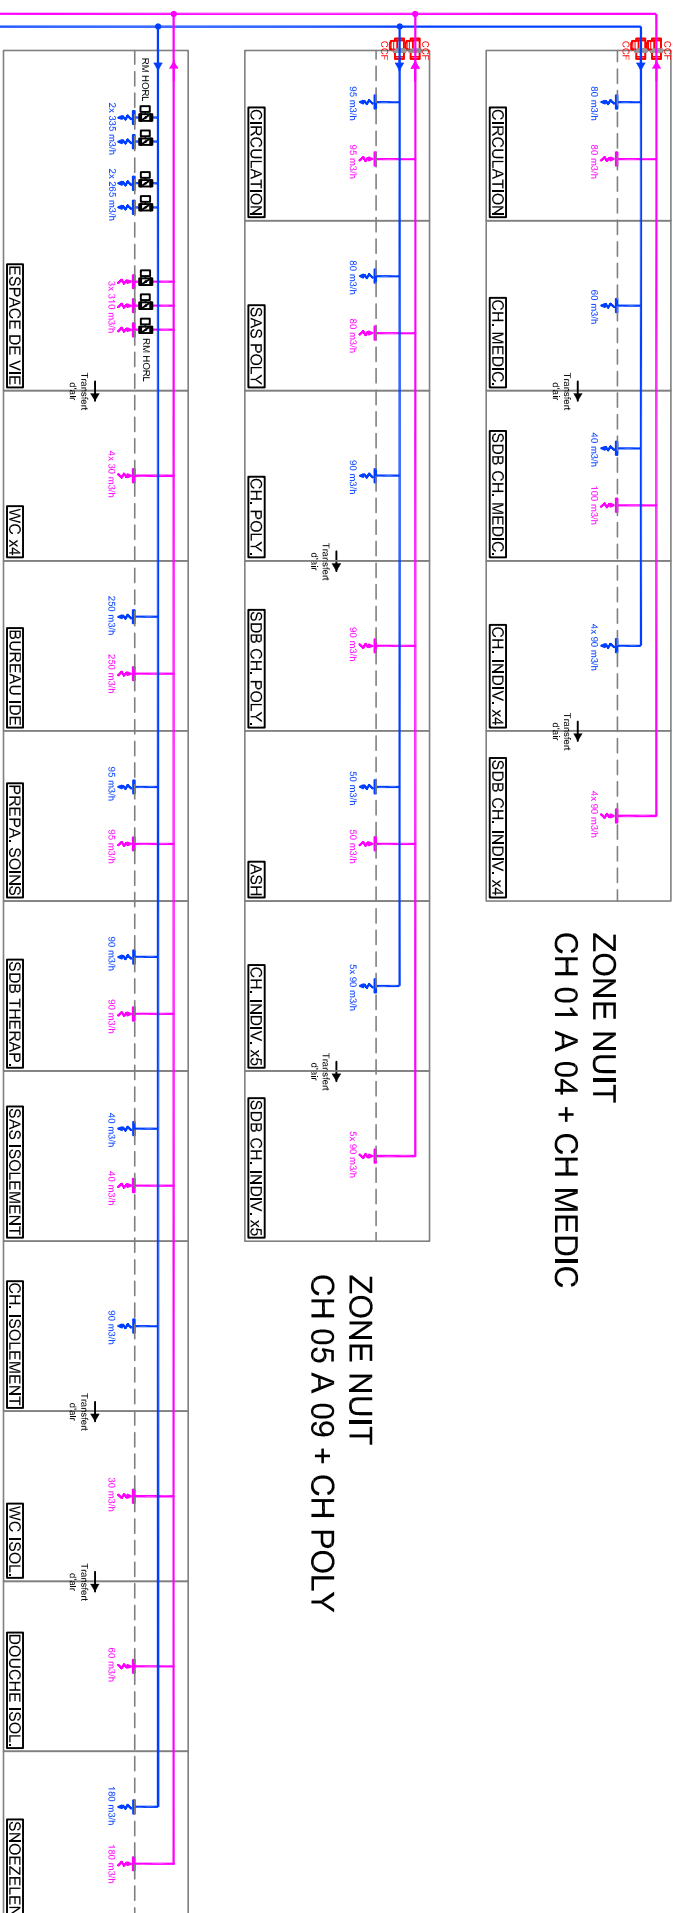 CCF
CCF
80 m3/h
80 m3/h
CIRCULATION
60 m3/h
CH. MEDIC.
Transfert
d'air
40 m3/h
100 m3/h
SDB CH. MEDIC.
4x 90 m3/h
CH. INDIV. x4
Transfert
d'air
4x 90 m3/h
SDB CH. INDIV. x4
ZONE NUIT
CH 01 A 04 + CH MEDIC
CCF
CCF
95 m3/h
95 m3/h
CIRCULATION
80 m3/h
80 m3/h
SAS POLY
90 m3/h
CH. POLY.
Transfert
d'air
90 m3/h
SDB CH. POLY.
50 m3/h
50 m3/h
ASH
5x 90 m3/h
CH. INDIV. x5
Transfert
d'air
5x 90 m3/h
SDB CH. INDIV. x5
ZONE NUIT
CH 05 A 09 + CH POLY
RM HORL
2x 335 m3/h
2x 265 m3/h
3x 310 m3/h
RM HORL
ESPACE DE VIE
Transfert
d'air
4x 30 m3/h
WC x4
250 m3/h
250 m3/h
BUREAU IDE
95 m3/h
95 m3/h
PREPA. SOINS
90 m3/h
90 m3/h
SDB THERAP.
40 m3/h
40 m3/h
SAS ISOLEMENT
90 m3/h
CH. ISOLEMENT
Transfert
d'air
30 m3/h
WC ISOL.
Transfert
d'air
60 m3/h
DOUCHE ISOL.
180 m3/h
180 m3/h
SNOEZELEN